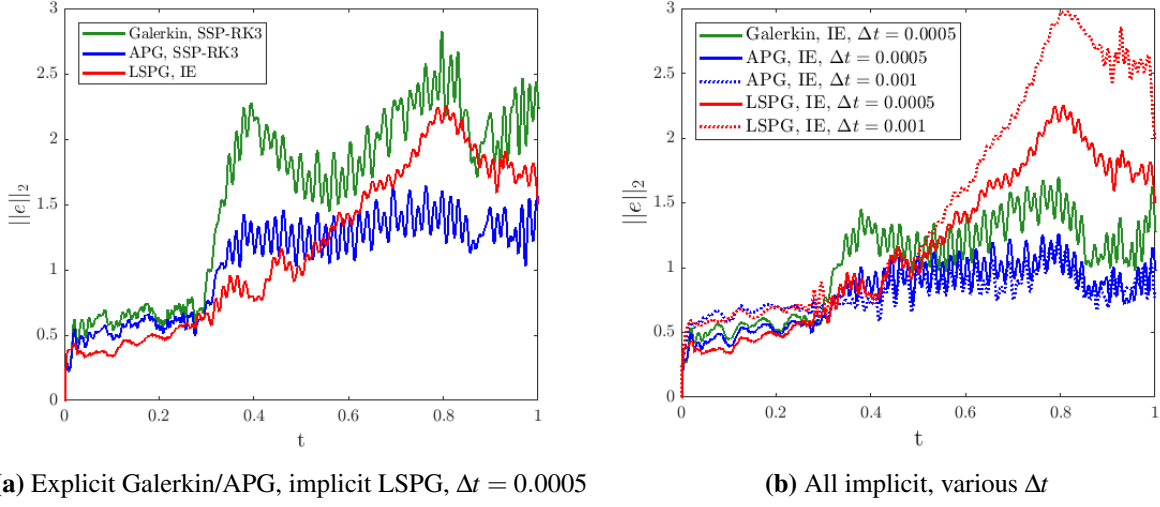 3
2.5
2
1.5
1
0.5
0
||e||₂
0 0.2 0.4 0.6 0.8 1
t
Galerkin, SSP-RK3
APG, SSP-RK3
LSPG, IE
(a) Explicit Galerkin/APG, implicit LSPG, Δt = 0.0005
3
2.5
2
1.5
1
0.5
0
||e||₂
0 0.2 0.4 0.6 0.8 1
t
Galerkin, IE, Δt = 0.0005
APG, IE, Δt = 0.0005
APG, IE, Δt = 0.001
LSPG, IE, Δt = 0.0005
LSPG, IE, Δt = 0.001
(b) All implicit, various Δt